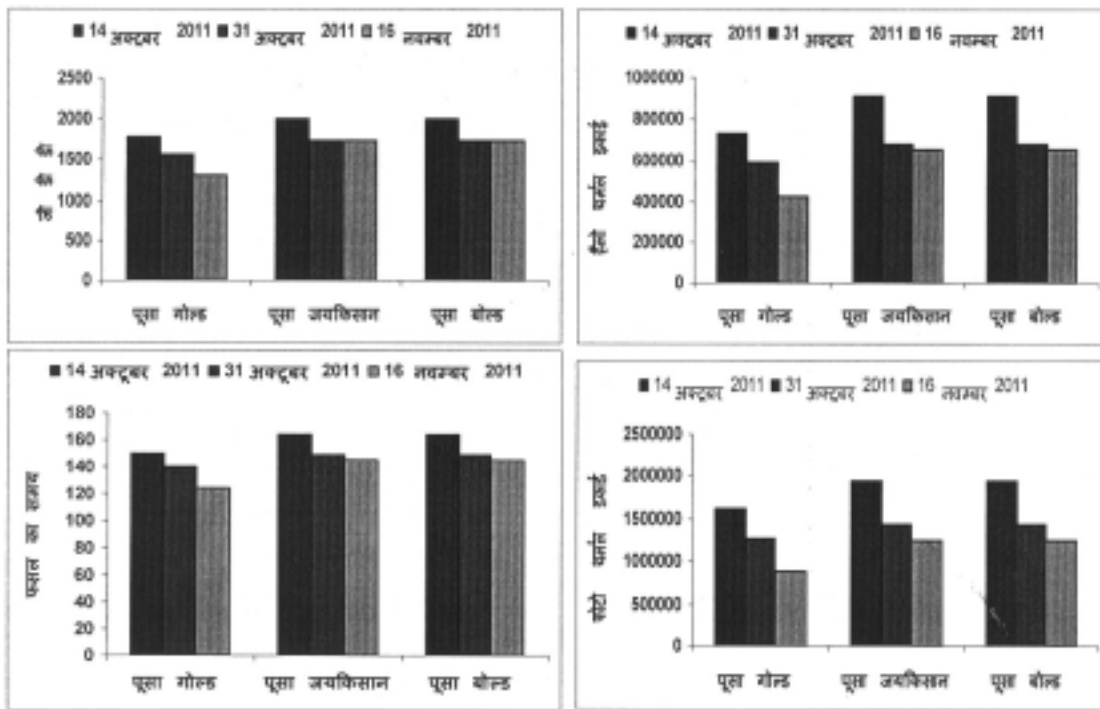 14 अक्टूबर 2011 31 अक्टूबर 2011 16 नवम्बर 2011
2500
2000
1500
1000
500
0
पूसा गोल्ड पूसा जयकिसान पूसा बोल्ड
14 अक्टूबर 2011 31 अक्टूबर 2011 16 नवम्बर 2011
हीलो थर्मल इकाई
1000000
800000
600000
400000
200000
0
पूसा गोल्ड पूसा जयकिसान पूसा बोल्ड
14 अक्टूबर 2011 31 अक्टूबर 2011 16 नवम्बर 2011
फसल का समय
180
160
140
120
100
80
60
40
20
0
पूसा गोल्ड पूसा जयकिसान पूसा बोल्ड
14 अक्टूबर 2011 31 अक्टूबर 2011 16 नवम्बर 2011
फोटो थर्मल इकाई
2500000
2000000
1500000
1000000
500000
0
पूसा गोल्ड पूसा जयकिसान पूसा बोल्ड